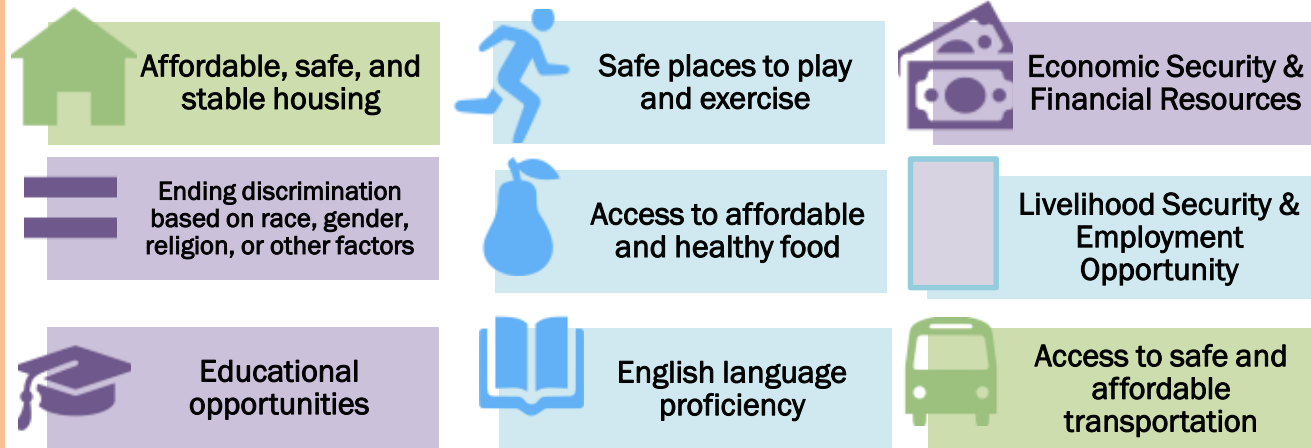 Affordable, safe, and
stable housing
Safe places to play
and exercise
Economic Security &
Financial Resources
Ending discrimination
based on race, gender,
religion, or other factors
Access to affordable
and healthy food
Livelihood Security &
Employment
Opportunity
Educational
opportunities
English language
proficiency
Access to safe and
affordable
transportation